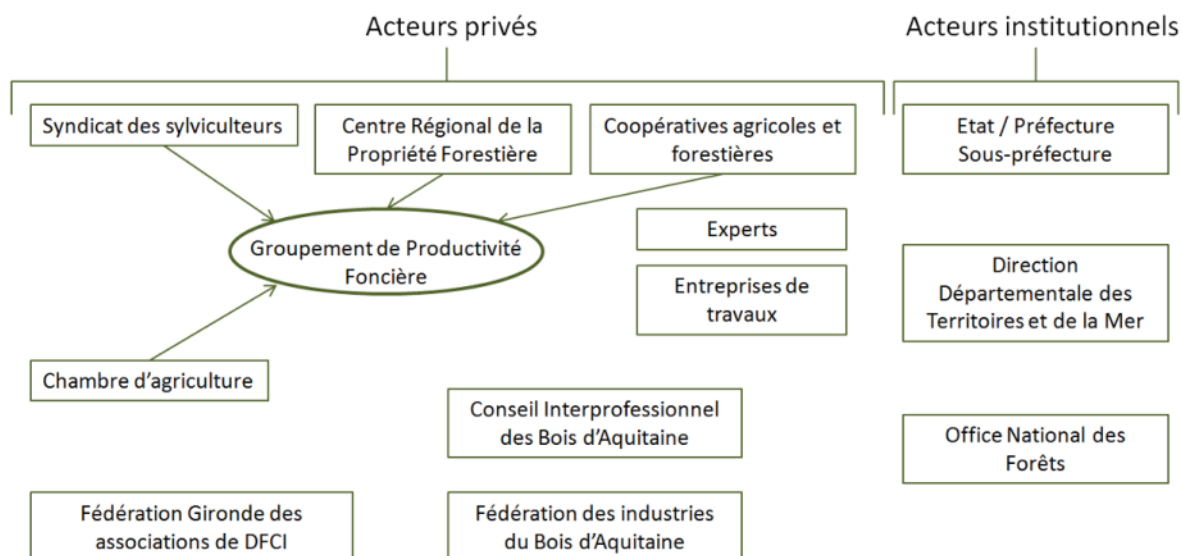 Acteurs privés
Acteurs institutionnels
Syndicat des sylviculteurs
Centre Régional de la
Propriété Forestière
Coopératives agricoles et
forestières
Etat / Préfecture
Sous-préfecture
Groupement de Productivité
Foncière
Experts
Entreprises de
travaux
Direction
Départementale des
Territoires et de la Mer
Chambre d’agriculture
Conseil Interprofessionnel
des Bois d’Aquitaine
Office National des
Forêts
Fédération Gironde des
associations de DFCI
Fédération des industries
du Bois d’Aquitaine